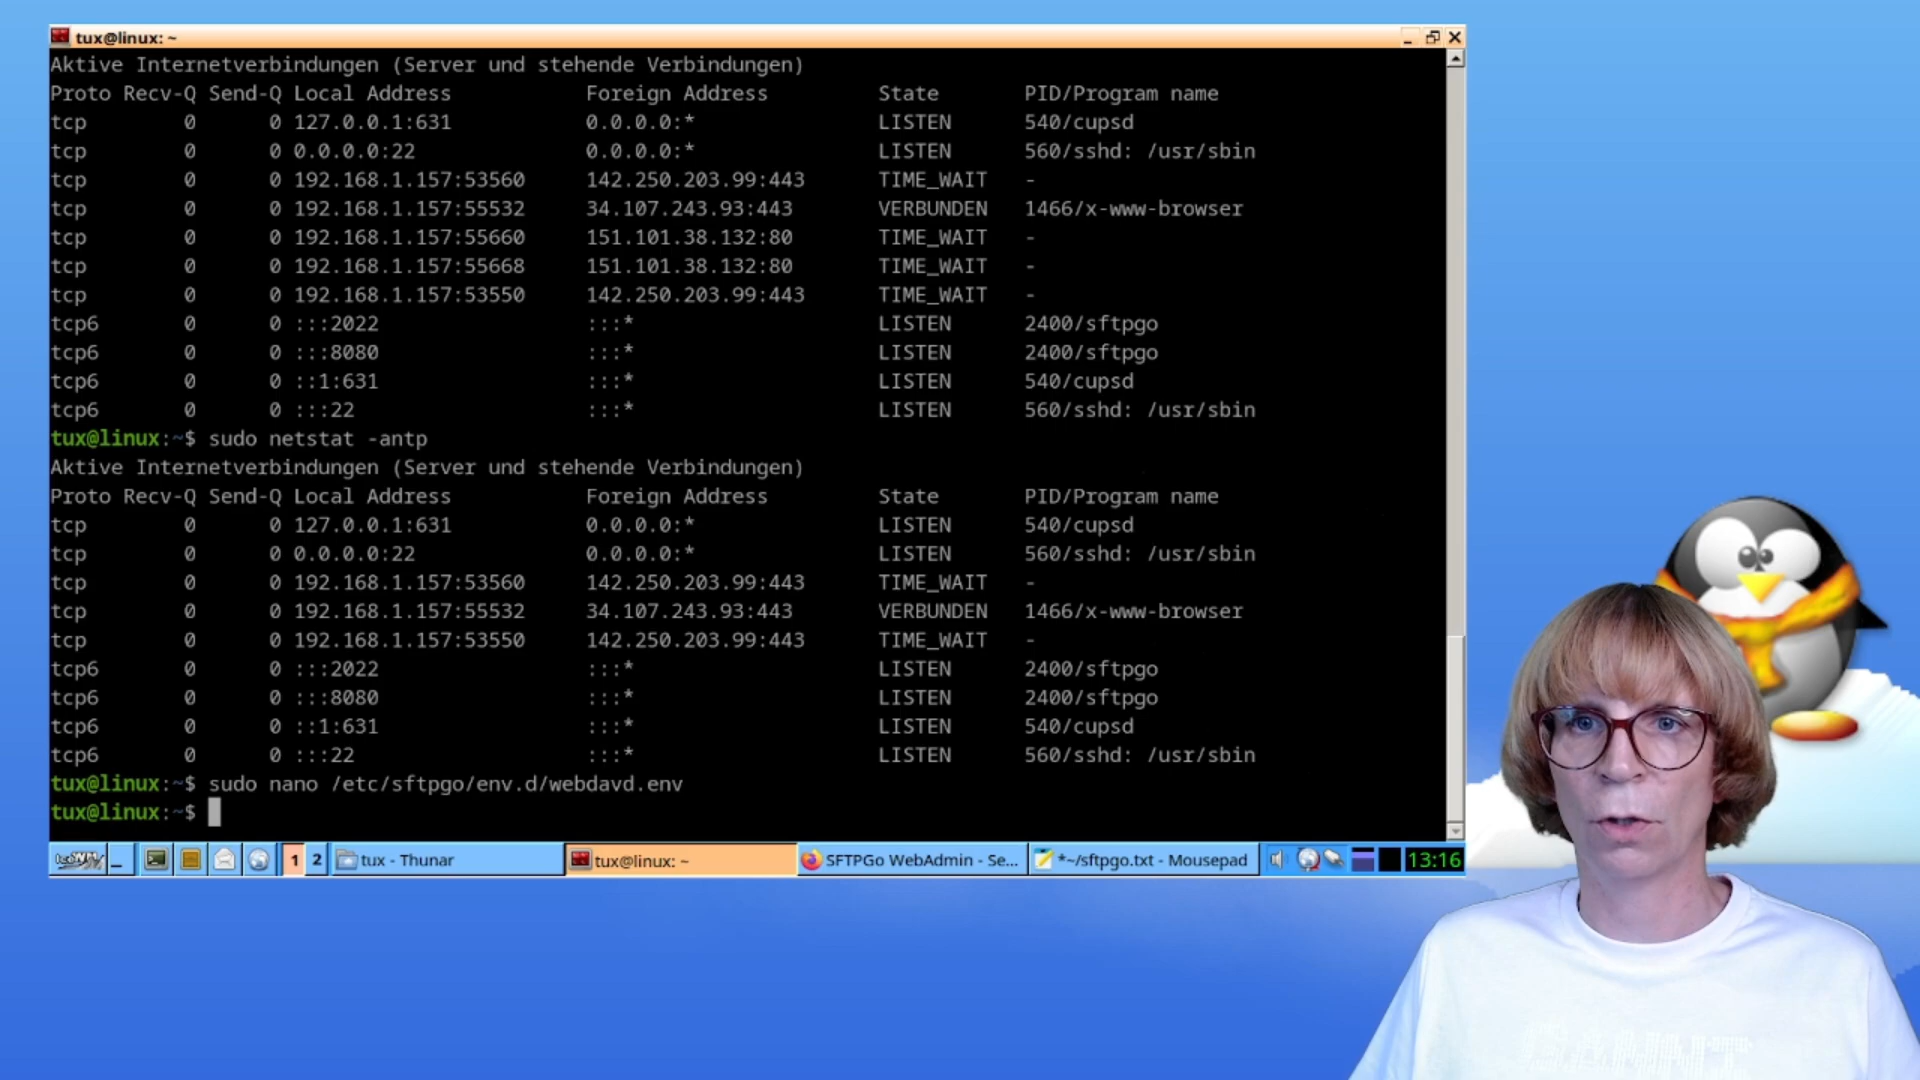 tux@linux: ~
Aktive Internetverbindungen (Server und stehende Verbindungen)
Proto Recv-Q Send-Q Local Address Foreign Address State PID/Program name
tcp 0 0 127.0.0.1:631 0.0.0.0:* LISTEN 540/cupsd
tcp 0 0 0.0.0.0:22 0.0.0.0:* LISTEN 560/sshd: /usr/sbin
tcp 0 0 192.168.1.157:53560 142.250.203.99:443 TIME_WAIT -
tcp 0 0 192.168.1.157:55532 34.107.243.93:443 VERBUNDEN 1466/x-www-browser
tcp 0 0 192.168.1.157:55660 151.101.38.132:80 TIME_WAIT -
tcp 0 0 192.168.1.157:55668 151.101.38.132:80 TIME_WAIT -
tcp 0 0 192.168.1.157:53550 142.250.203.99:443 TIME_WAIT -
tcp6 0 0 :::2022 :::* LISTEN 2400/sftpgo
tcp6 0 0 :::8080 :::* LISTEN 2400/sftpgo
tcp6 0 0 ::1:631 :::* LISTEN 540/cupsd
tcp6 0 0 :::22 :::* LISTEN 560/sshd: /usr/sbin
tux@linux:~$ sudo netstat -antp
Aktive Internetverbindungen (Server und stehende Verbindungen)
Proto Recv-Q Send-Q Local Address Foreign Address State PID/Program name
tcp 0 0 127.0.0.1:631 0.0.0.0:* LISTEN 540/cupsd
tcp 0 0 0.0.0.0:22 0.0.0.0:* LISTEN 560/sshd: /usr/sbin
tcp 0 0 192.168.1.157:53560 142.250.203.99:443 TIME_WAIT -
tcp 0 0 192.168.1.157:55532 34.107.243.93:443 VERBUNDEN 1466/x-www-browser
tcp 0 0 192.168.1.157:53550 142.250.203.99:443 TIME_WAIT -
tcp6 0 0 :::2022 :::* LISTEN 2400/sftpgo
tcp6 0 0 :::8080 :::* LISTEN 2400/sftpgo
tcp6 0 0 ::1:631 :::* LISTEN 540/cupsd
tcp6 0 0 :::22 :::* LISTEN 560/sshd: /usr/sbin
tux@linux:~$ sudo nano /etc/sftpgo/env.d/webdavd.env
tux@linux:~$
IceWM 1 2 tux - Thunar tux@linux: ~ SFTPGo WebAdmin - Se... *~/sftpgo.txt - Mousepad 13:16